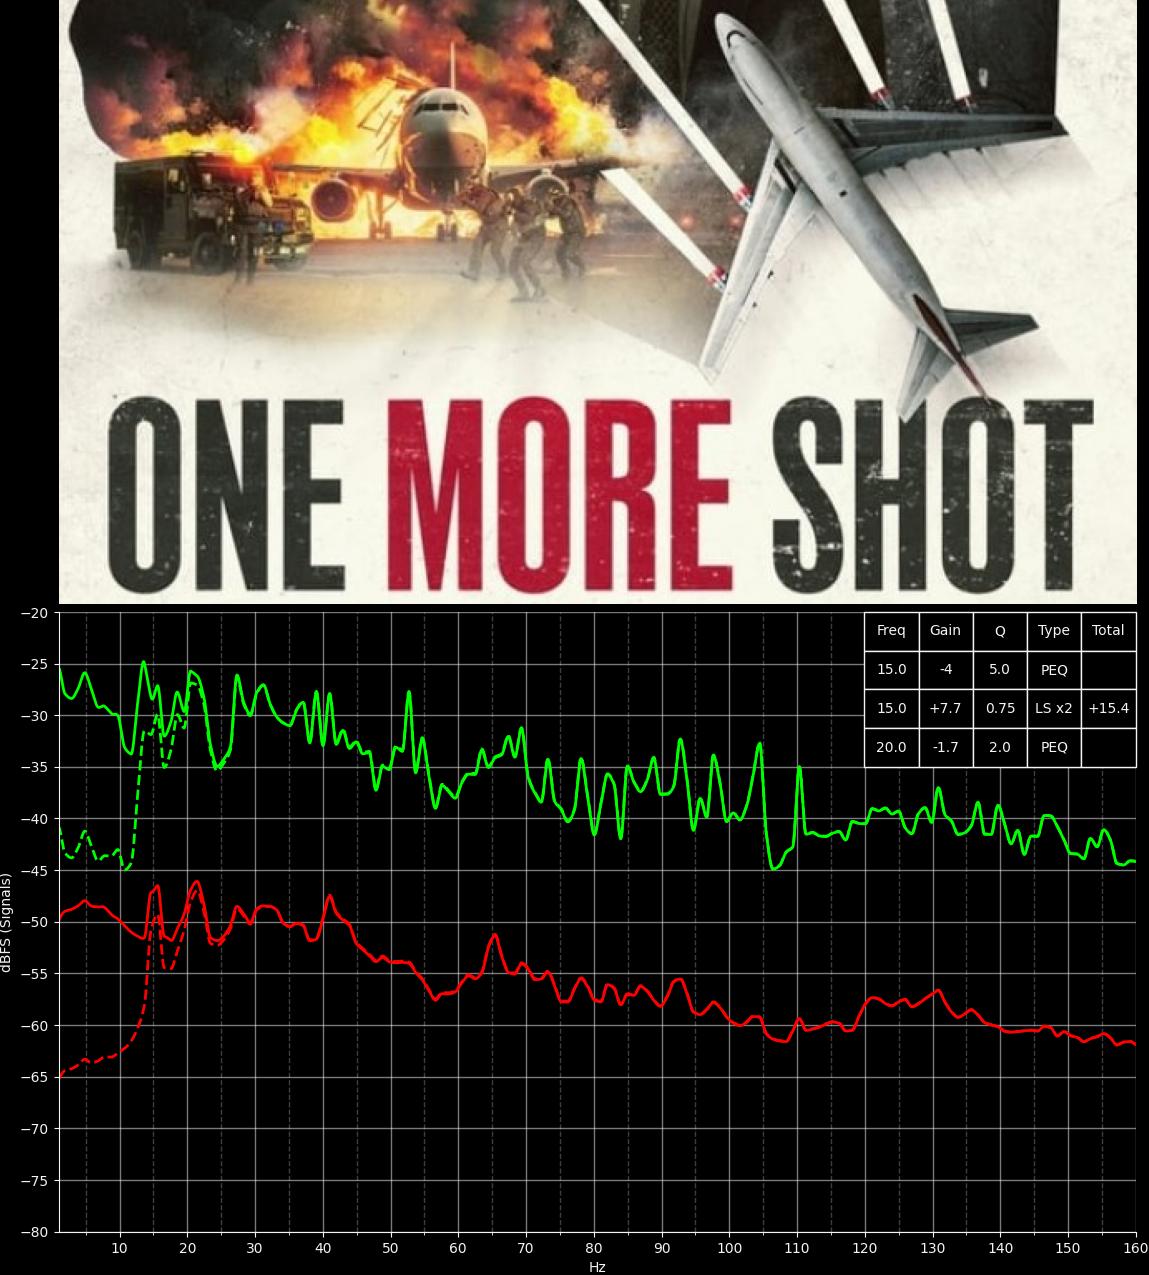 ONE MORE SHOT
Freq Gain Q Type Total
15.0 -4 5.0 PEQ
15.0 +7.7 0.75 LS x2 +15.4
20.0 -1.7 2.0 PEQ
−20
−25
−30
−35
−40
−45
−50
−55
−60
−65
−70
−75
−80
dBFS (Signals)
10 20 30 40 50 60 70 80 90 100 110 120 130 140 150 160
Hz